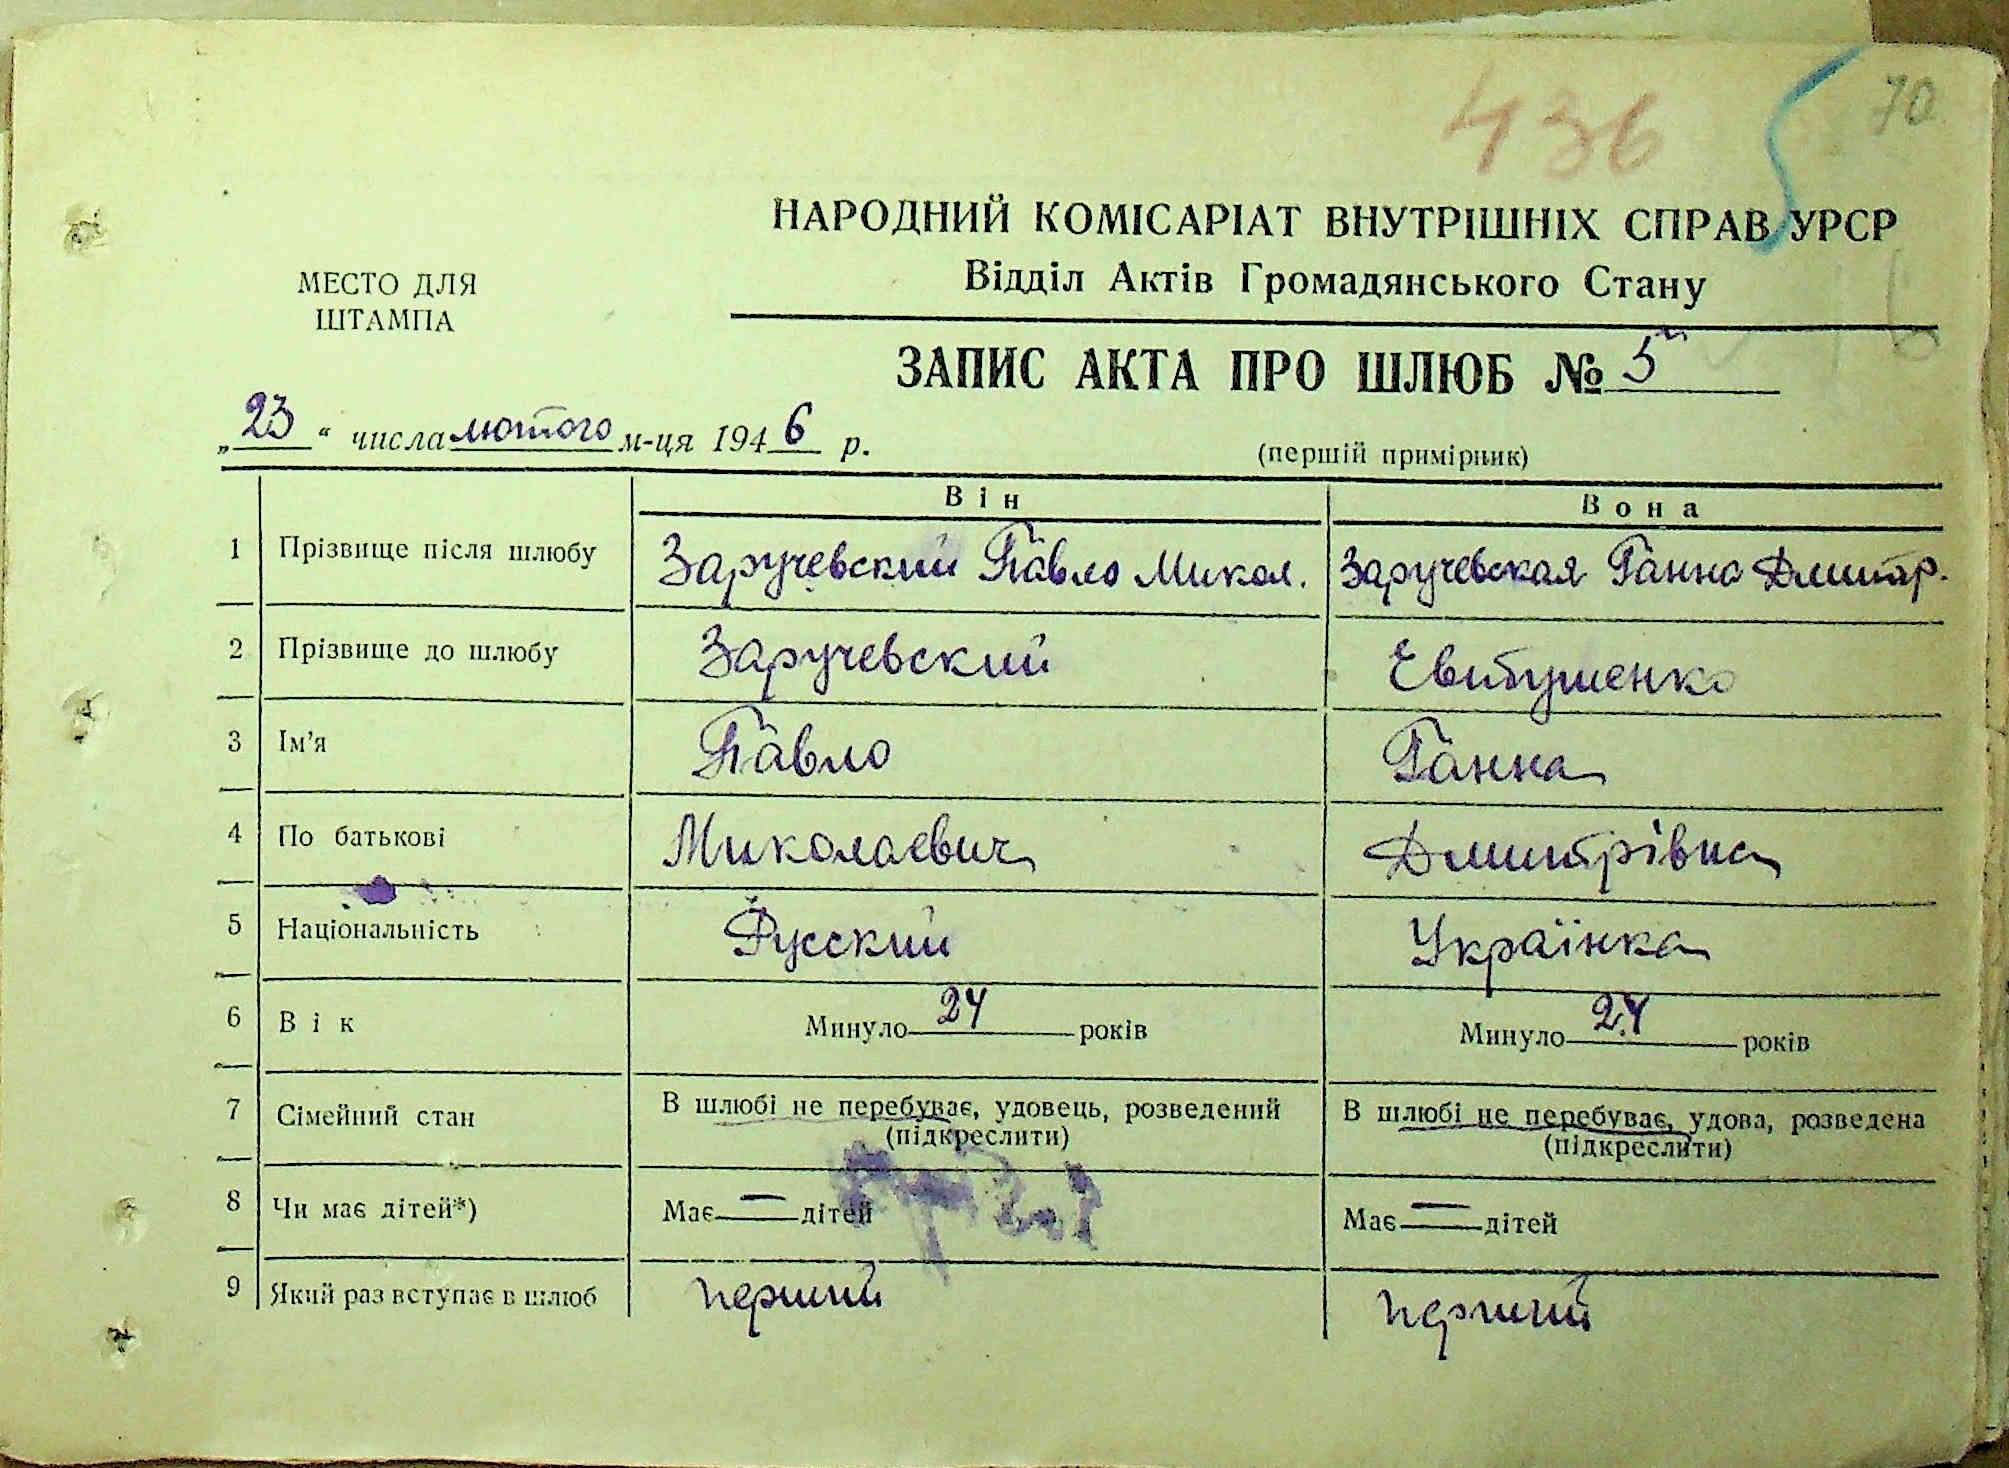 436
70
НАРОДНИЙ КОМІСАРІАТ ВНУТРІШНІХ СПРАВ УРСР
Відділ Актів Громадянського Стану
МЕСТО ДЛЯ
ШТАМПА
ЗАПИС АКТА ПРО ШЛЮБ № 5
„23“ числа лютого м-ця 1946 р.
(першій примірник)
Він Вона
1 Прізвище після шлюбу Заручевский Павло Микол. Заручевская Ганна Дмитр.
2 Прізвище до шлюбу Заручевский Евтушенко
3 Ім'я Павло Ганна
4 По батькові Миколаевич Дмитрівна
5 Національність Русский Українка
6 Вік Минуло 24 років Минуло 24 років
7 Сімейний стан В шлюбі не перебуває, удовець, розведений В шлюбі не перебуває, удова, розведена
(підкреслити) (підкреслити)
8 Чи має дітей*) Має — дітей Має — дітей
9 Який раз вступає в шлюб перший перший